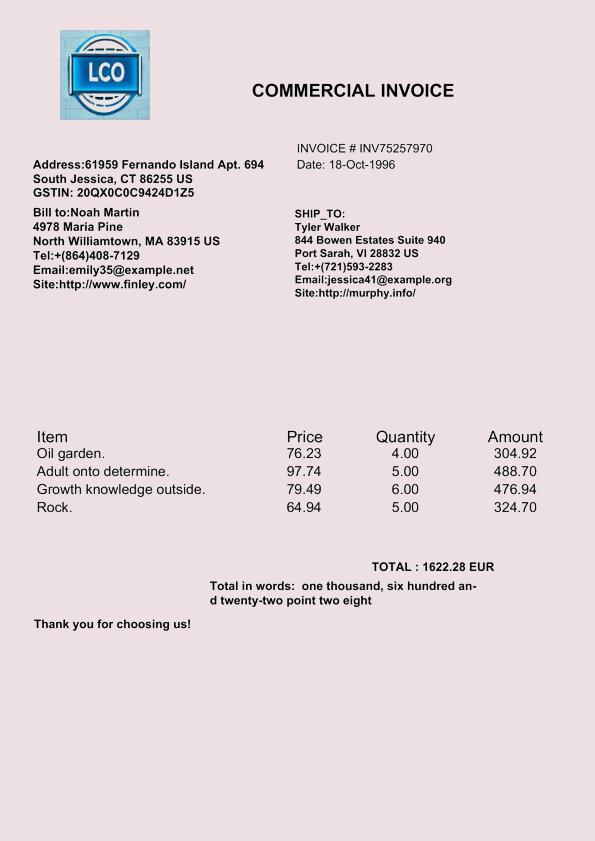 LCO
COMMERCIAL INVOICE
INVOICE # INV75257970
Date: 18-Oct-1996
Address:61959 Fernando Island Apt. 694
South Jessica, CT 86255 US
GSTIN: 20QX0C0C9424D1Z5
Bill to:Noah Martin
4978 Maria Pine
North Williamtown, MA 83915 US
Tel:+(864)408-7129
Email:emily35@example.net
Site:http://www.finley.com/
SHIP_TO:
Tyler Walker
844 Bowen Estates Suite 940
Port Sarah, VI 28832 US
Tel:+(721)593-2283
Email:jessica41@example.org
Site:http://murphy.info/
Item Price Quantity Amount
Oil garden. 76.23 4.00 304.92
Adult onto determine. 97.74 5.00 488.70
Growth knowledge outside. 79.49 6.00 476.94
Rock. 64.94 5.00 324.70
TOTAL : 1622.28 EUR
Total in words:  one thousand, six hundred an-
d twenty-two point two eight
Thank you for choosing us!